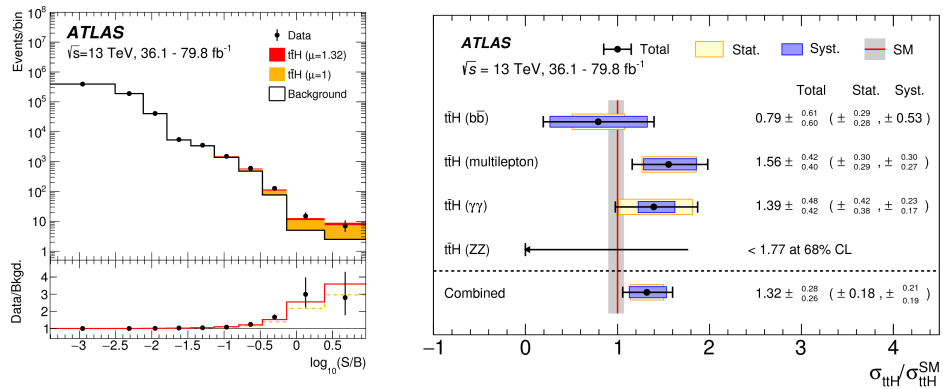 ATLAS
√s=13 TeV, 36.1 - 79.8 fb⁻¹
Data
tt̄H (μ=1.32)
tt̄H (μ=1)
Background
Events/bin
10⁸
10⁷
10⁶
10⁵
10⁴
10³
10²
10
1
Data/Bkgd.
4
3
2
1
−3 −2.5 −2 −1.5 −1 −0.5 0 0.5
log₁₀(S/B)
ATLAS
Total Stat. Syst. SM
√s = 13 TeV, 36.1 - 79.8 fb⁻¹
Total Stat. Syst.
tt̄H (bb̄) 0.79 ± 0.61 0.60 ( ± 0.29 0.28 , ± 0.53 )
tt̄H (multilepton) 1.56 ± 0.42 0.40 ( ± 0.30 0.29 , ± 0.30 0.27 )
tt̄H (γγ) 1.39 ± 0.48 0.42 ( ± 0.42 0.38 , ± 0.23 0.17 )
tt̄H (ZZ) < 1.77 at 68% CL
Combined 1.32 ± 0.28 0.26 ( ± 0.18 , ± 0.21 0.19 )
−1 0 1 2 3 4
σttH/σSMttH